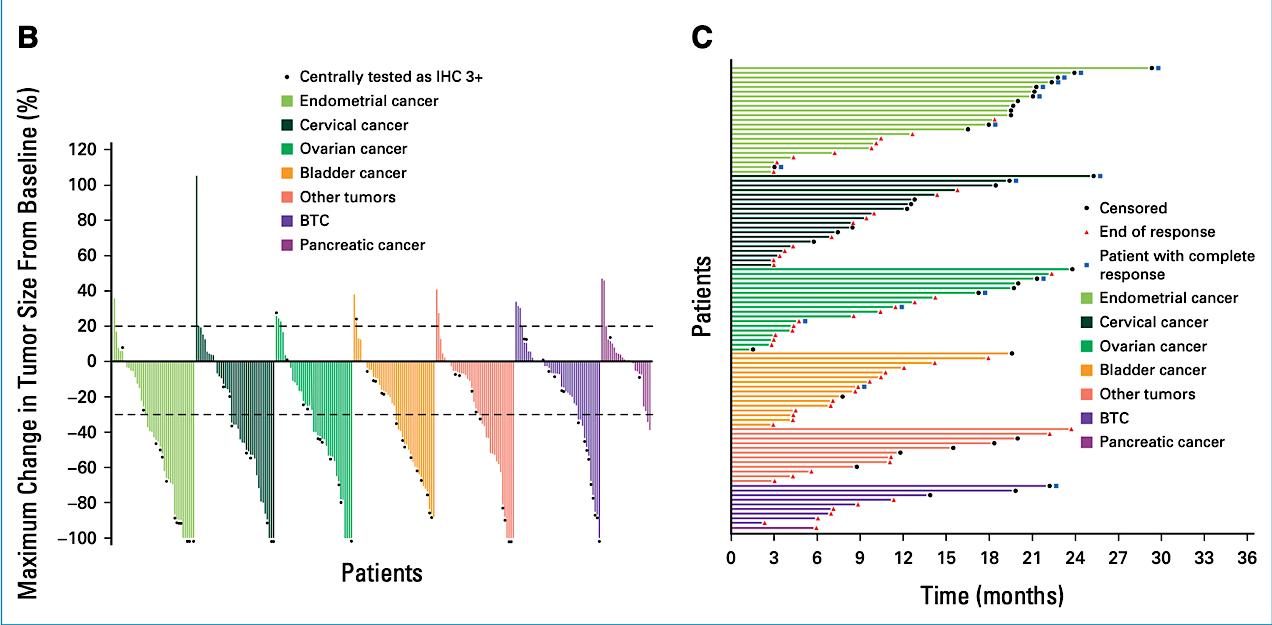 B
Maximum Change in Tumor Size From Baseline (%)
120
100
80
60
40
20
0
−20
−40
−60
−80
−100
Centrally tested as IHC 3+
Endometrial cancer
Cervical cancer
Ovarian cancer
Bladder cancer
Other tumors
BTC
Pancreatic cancer
Patients
C
Patients
Censored
End of response
Patient with complete
response
Endometrial cancer
Cervical cancer
Ovarian cancer
Bladder cancer
Other tumors
BTC
Pancreatic cancer
0 3 6 9 12 15 18 21 24 27 30 33 36
Time (months)